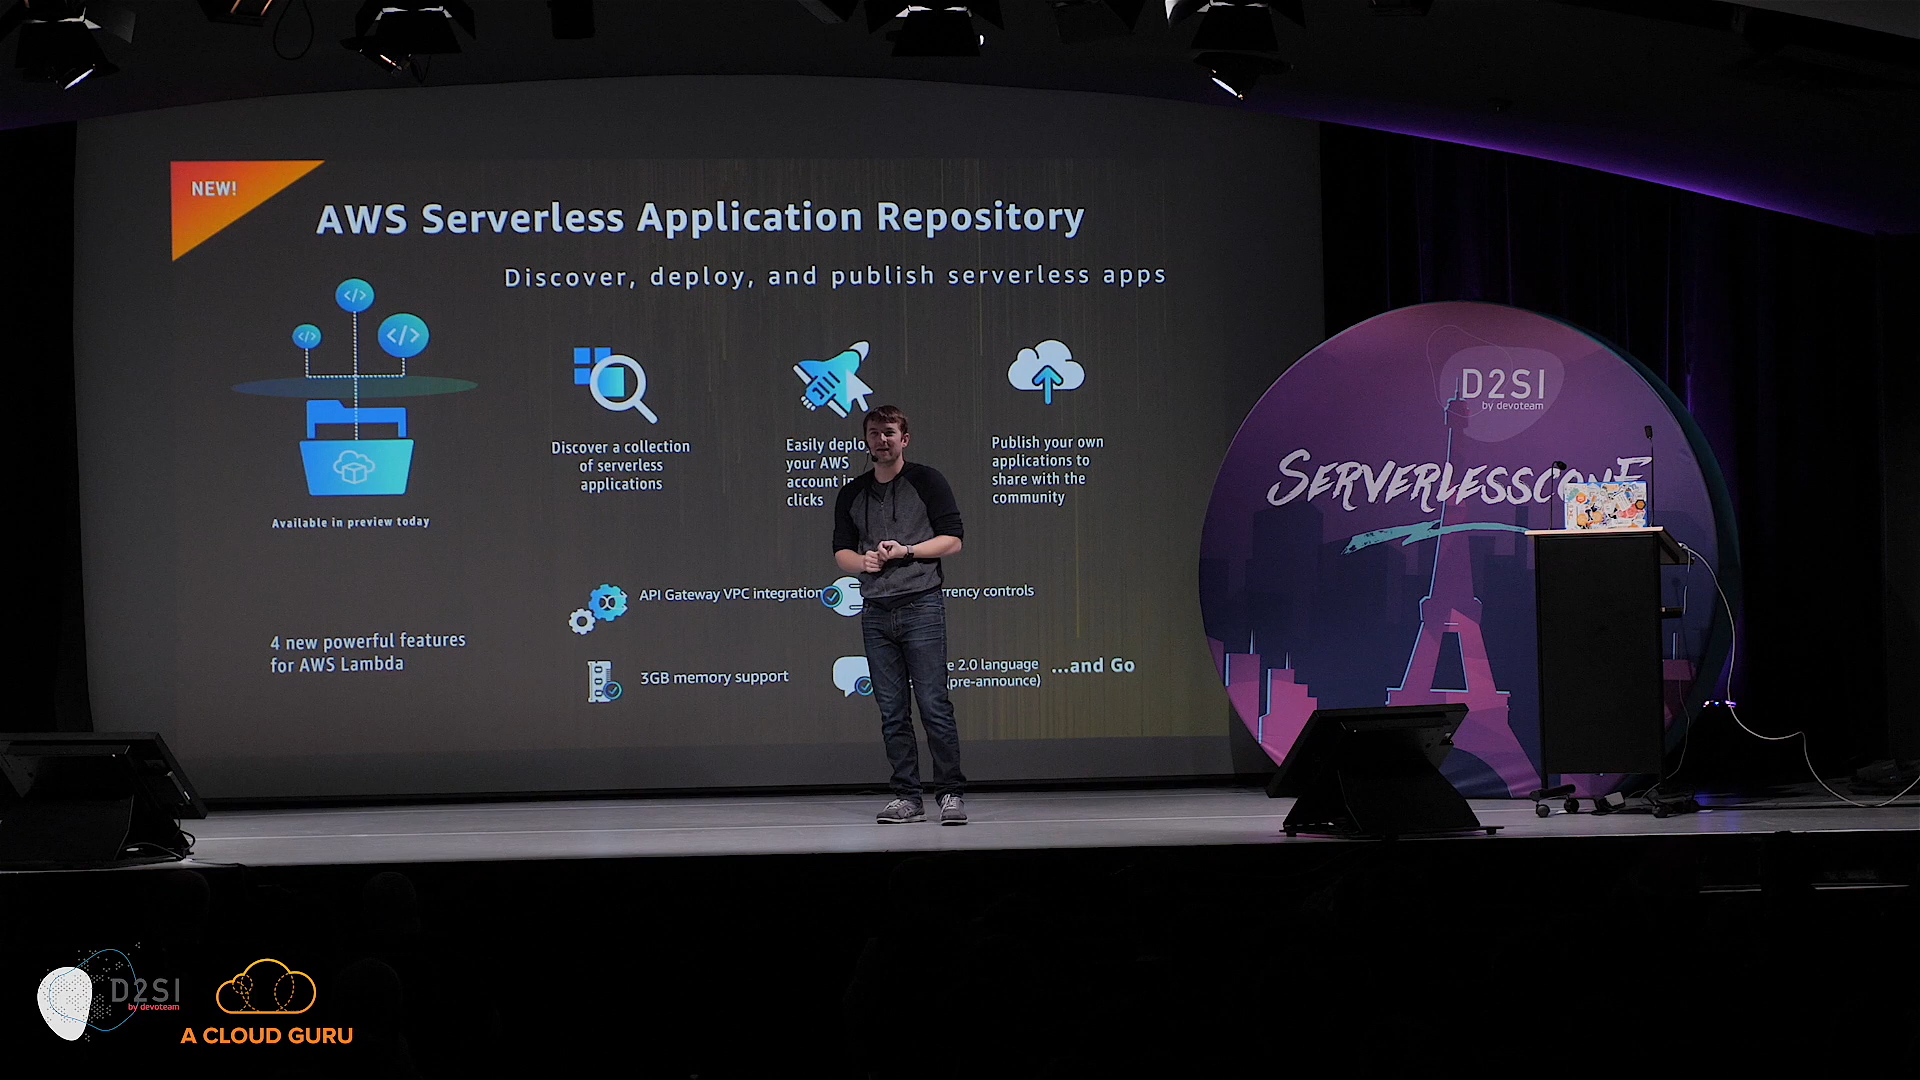 NEW!
AWS Serverless Application Repository
Discover, deploy, and publish serverless apps
Discover a collection
of serverless
applications
Easily
your AWS
account
clicks
Publish your own
applications to
share with the
community
Available in preview today
4 new powerful features
for AWS Lambda
API Gateway VPC integration
controls
3GB memory support
2.0 language
(pre-announce)
...and Go
D2SI
by devoteam
SERVERLESSCONF
D2SI
by devoteam
A CLOUD GURU